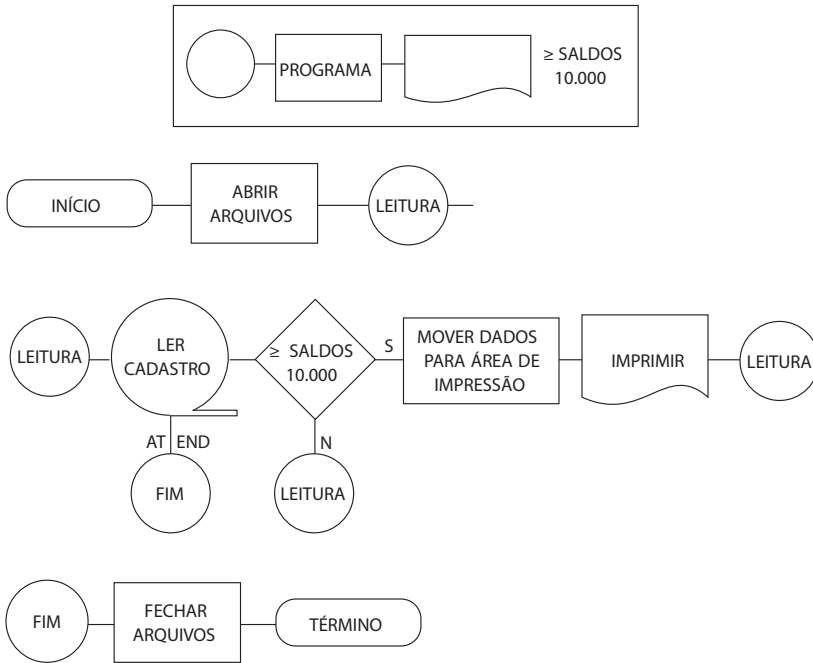 PROGRAMA
≥ SALDOS
10.000
INÍCIO
ABRIR
ARQUIVOS
LEITURA
LEITURA
LER
CADASTRO
≥ SALDOS
10.000
S
MOVER DADOS
PARA ÁREA DE
IMPRESSÃO
IMPRIMIR
LEITURA
AT END
N
FIM
LEITURA
FIM
FECHAR
ARQUIVOS
TÉRMINO